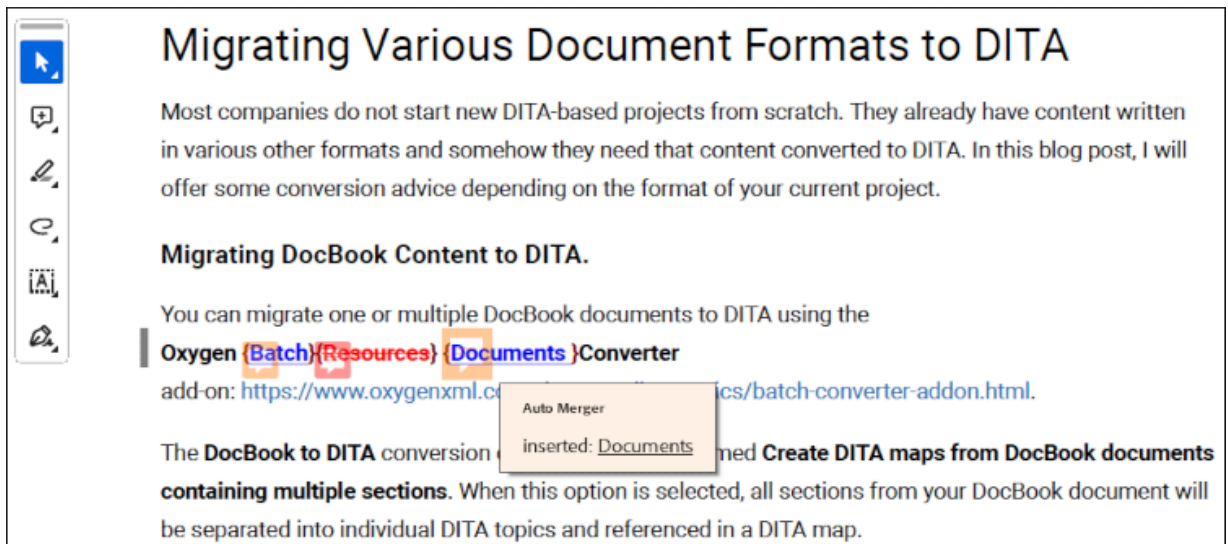 Migrating Various Document Formats to DITA
Most companies do not start new DITA-based projects from scratch. They already have content written
in various other formats and somehow they need that content converted to DITA. In this blog post, I will
offer some conversion advice depending on the format of your current project.
Migrating DocBook Content to DITA.
You can migrate one or multiple DocBook documents to DITA using the
Oxygen {Batch}{Resources} {Documents }Converter
add-on: https://www.oxygenxml.co cs/batch-converter-addon.html.
Auto Merger
inserted: Documents
The DocBook to DITA conversion med Create DITA maps from DocBook documents
containing multiple sections. When this option is selected, all sections from your DocBook document will
be separated into individual DITA topics and referenced in a DITA map.